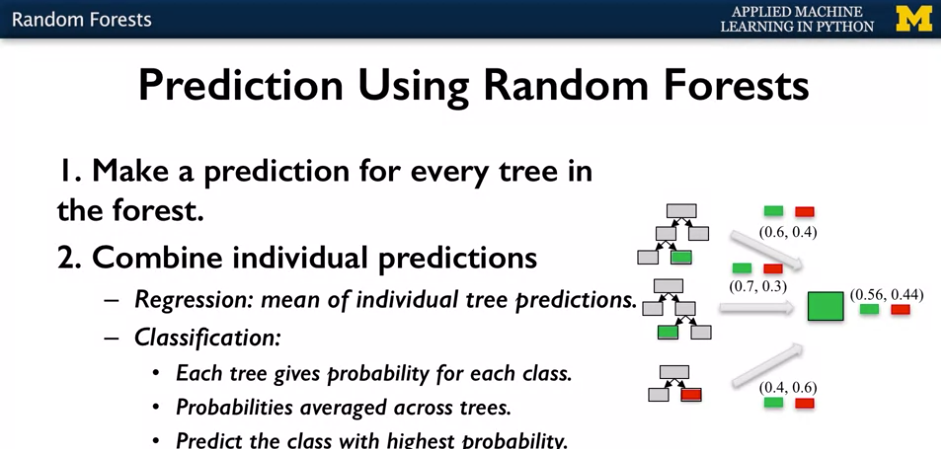 Random Forests
APPLIED MACHINE
LEARNING IN PYTHON
M
Prediction Using Random Forests
1. Make a prediction for every tree in
the forest.
2. Combine individual predictions
– Regression: mean of individual tree predictions.
– Classification:
• Each tree gives probability for each class.
• Probabilities averaged across trees.
• Predict the class with highest probability.
(0.6, 0.4)
(0.7, 0.3)
(0.56, 0.44)
(0.4, 0.6)